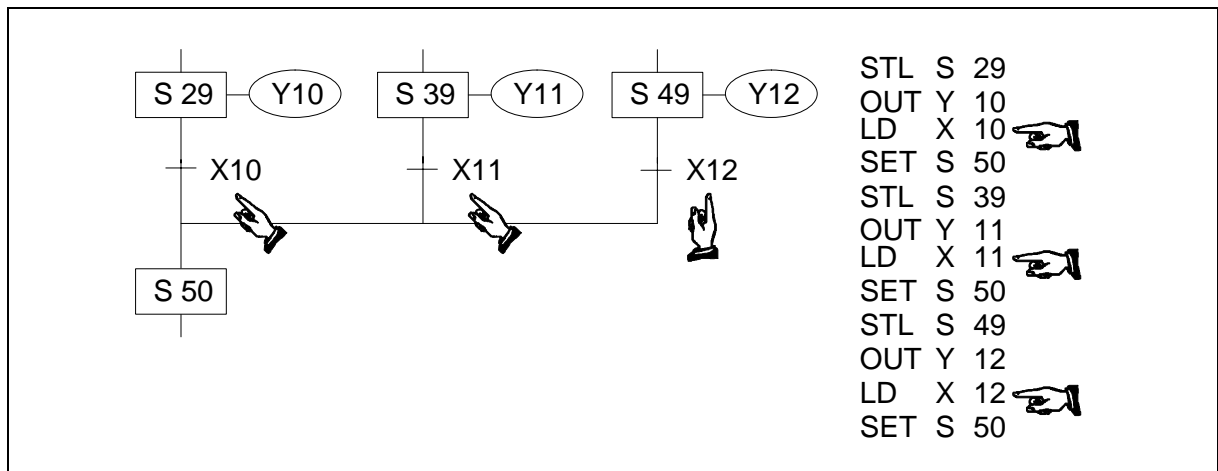 S 29 Y10 S 39 Y11 S 49 Y12
X10 X11 X12
S 50
STL S 29
OUT Y 10
LD X 10
SET S 50
STL S 39
OUT Y 11
LD X 11
SET S 50
STL S 49
OUT Y 12
LD X 12
SET S 50